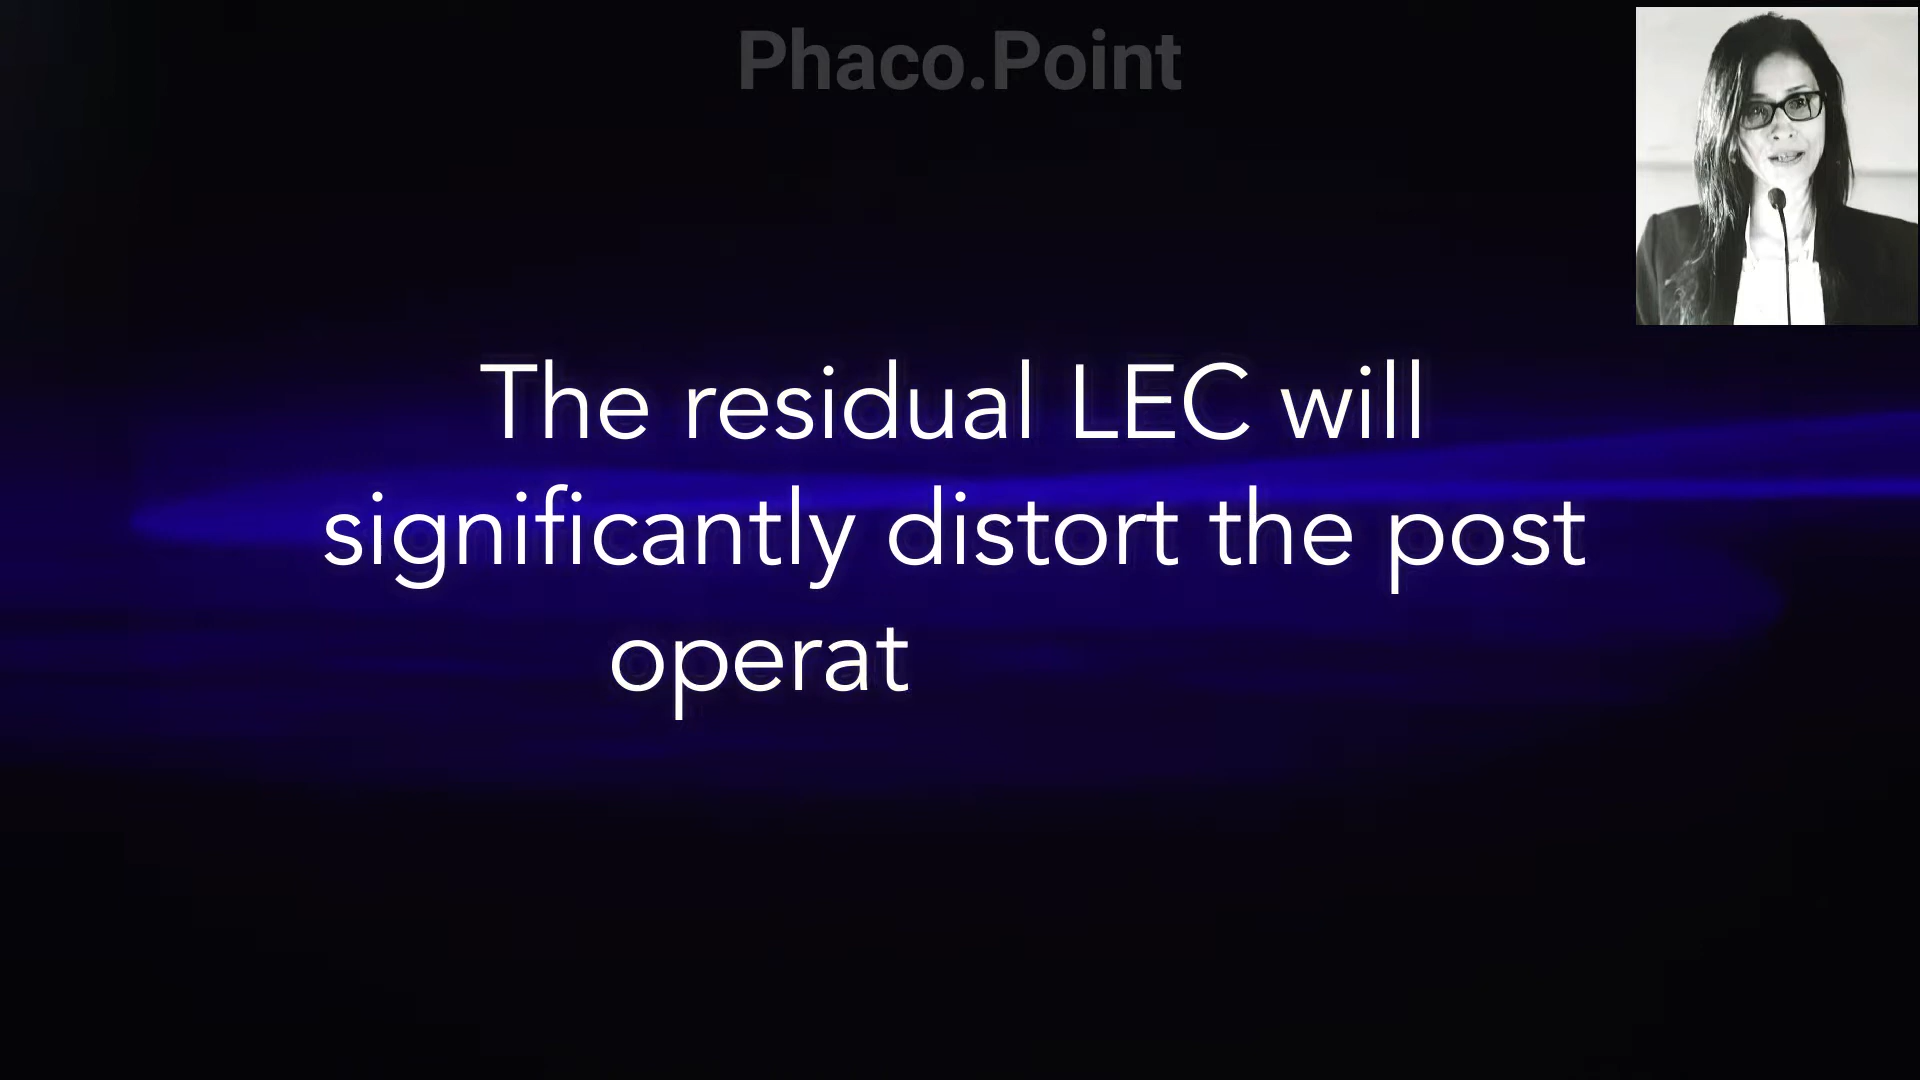 Phaco.Point
The residual LEC will
significantly distort the post
operat